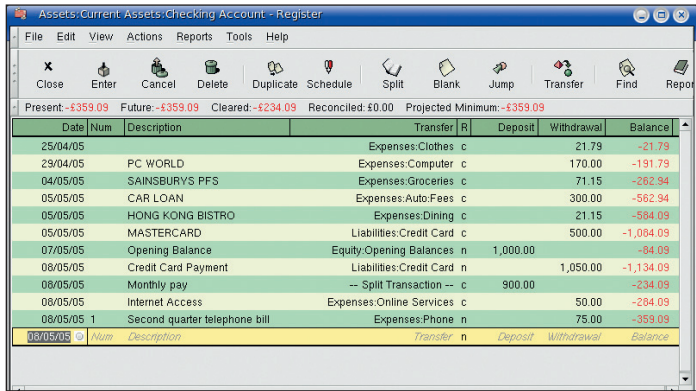 Assets:Current Assets:Checking Account - Register
File Edit View Actions Reports Tools Help
Close Enter Cancel Delete Duplicate Schedule Split Blank Jump Transfer Find Repor
Present:-£359.09 Future:-£359.09 Cleared:-£234.09 Reconciled:£0.00 Projected Minimum:-£359.09
Date Num Description Transfer R Deposit Withdrawal Balance
25/04/05 Expenses:Clothes c 21.79 -21.79
29/04/05 PC WORLD Expenses:Computer c 170.00 -191.79
04/05/05 SAINSBURYS PFS Expenses:Groceries c 71.15 -262.94
05/05/05 CAR LOAN Expenses:Auto:Fees c 300.00 -562.94
05/05/05 HONG KONG BISTRO Expenses:Dining c 21.15 -584.09
05/05/05 MASTERCARD Liabilities:Credit Card c 500.00 -1,084.09
07/05/05 Opening Balance Equity:Opening Balances n 1,000.00 -84.09
08/05/05 Credit Card Payment Liabilities:Credit Card n 1,050.00 -1,134.09
08/05/05 Monthly pay -- Split Transaction -- c 900.00 -234.09
08/05/05 Internet Access Expenses:Online Services c 50.00 -284.09
08/05/05 1 Second quarter telephone bill Expenses:Phone n 75.00 -359.09
08/05/05 Num Description Transfer n Deposit Withdrawal Balance